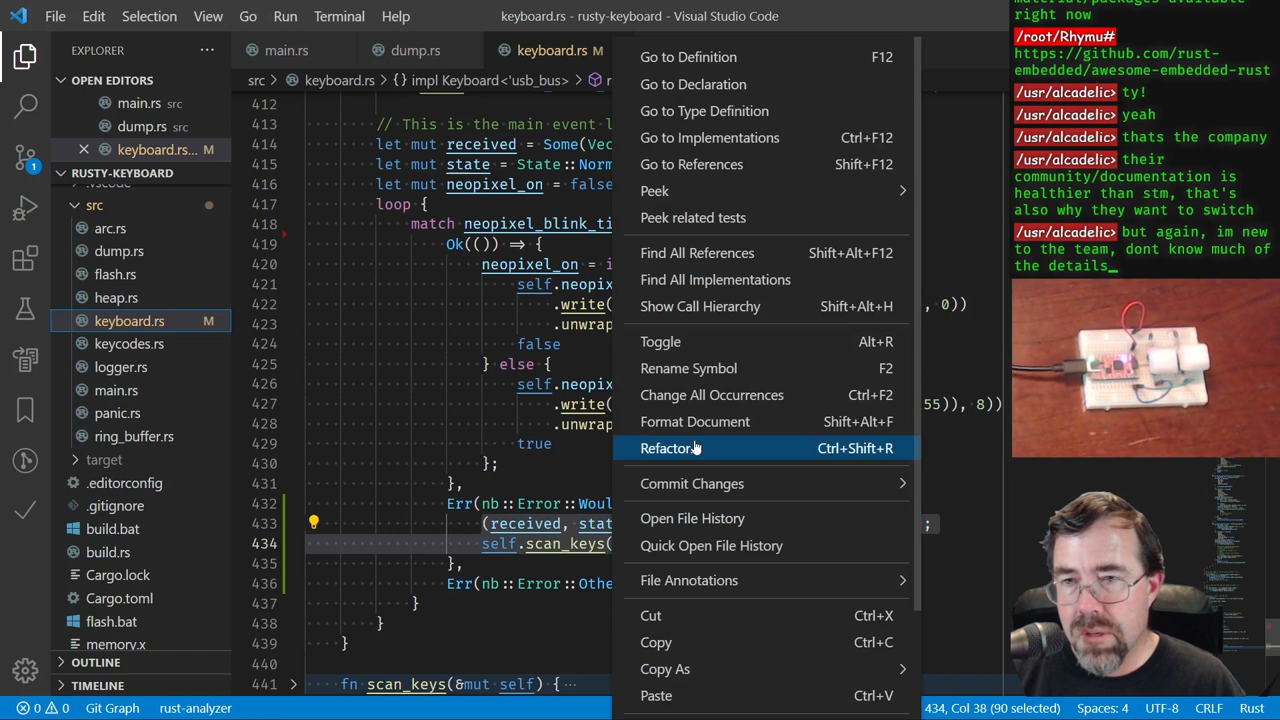 File Edit Selection View Go Run Terminal Help
keyboard.rs - rusty-keyboard - Visual Studio Code
EXPLORER
OPEN EDITORS
main.rs src
dump.rs src
keyboard.rs... M
RUSTY-KEYBOARD
.vscode
src
arc.rs
dump.rs
flash.rs
heap.rs
keyboard.rs M
keycodes.rs
logger.rs
main.rs
panic.rs
ring_buffer.rs
target
.editorconfig
.gitignore
build.bat
build.rs
Cargo.lock
Cargo.toml
flash.bat
memory.x
OUTLINE
TIMELINE
1
main.rs dump.rs keyboard.rs M
src > keyboard.rs > {} impl Keyboard<'usb_bus>
412
413 // This is the main event l
414 let mut received = Some(Vec
415 let mut state = State::Norm
416 let mut neopixel_on = false
417 loop {
418 match neopixel_blink_ti
419 Ok(()) => {
420 neopixel_on = i
421 self.neopix
422 .write( , 0))
423 .unwrap
424 false
425 } else {
426 self.neopix
427 .write( 55)), 8))
428 .unwrap
429 true
430 };
431 },
432 Err(nb::Error::Woul
433 (received, stat ;
434 self.scan_keys(
435 },
436 Err(nb::Error::Othe
437 }
438 }
439 }
440
441 fn scan_keys(&mut self) {...
Go to Definition F12
Go to Declaration
Go to Type Definition
Go to Implementations Ctrl+F12
Go to References Shift+F12
Peek
Peek related tests
Find All References Shift+Alt+F12
Find All Implementations
Show Call Hierarchy Shift+Alt+H
Toggle Alt+R
Rename Symbol F2
Change All Occurrences Ctrl+F2
Format Document Shift+Alt+F
Refactor... Ctrl+Shift+R
Commit Changes
Open File History
Quick Open File History
File Annotations
Cut Ctrl+X
Copy Ctrl+C
Copy As
Paste Ctrl+V
0 0 Git Graph rust-analyzer
434, Col 38 (90 selected) Spaces: 4 UTF-8 CRLF Rust
material/packages available
right now
/root/Rhymu#
https://github.com/rust-
embedded/awesome-embedded-rust
/usr/alcadelic> ty!
/usr/alcadelic> yeah
/usr/alcadelic> thats the company
/usr/alcadelic> their
community/documentation is
healthier than stm, that's
also why they want to switch
/usr/alcadelic> but again, im new
to the team, dont know much of
the details_